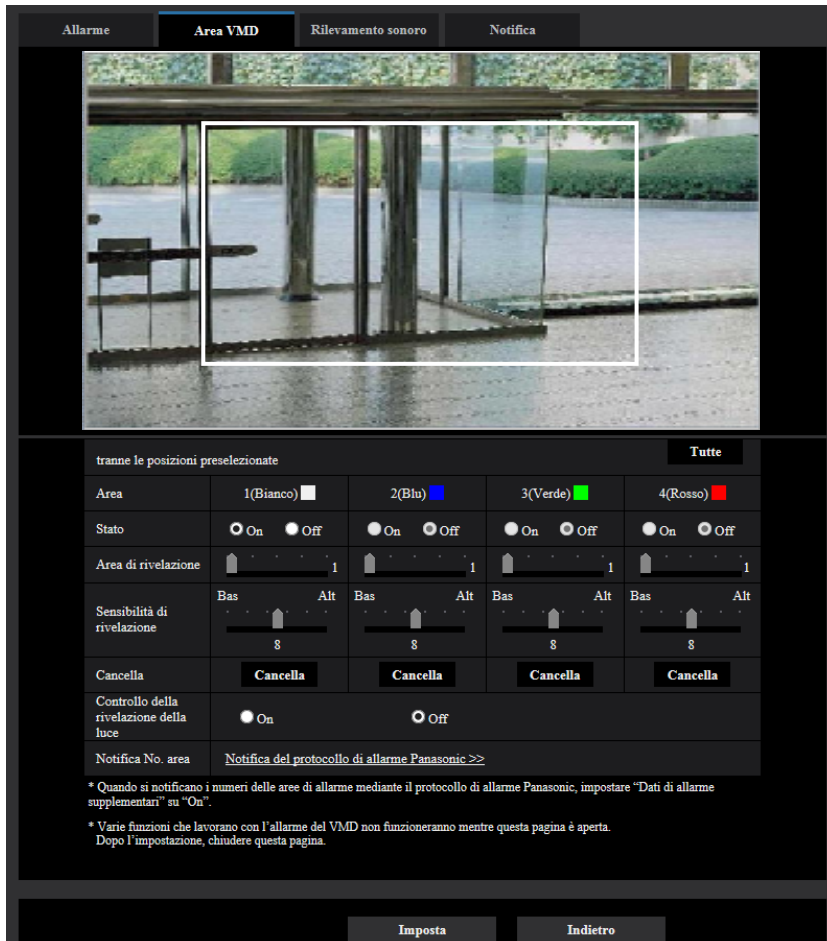 Allarme Area VMD Rilevamento sonoro Notifica
tranne le posizioni preselezionate Tutte
Area 1(Bianco) 2(Blu) 3(Verde) 4(Rosso)
Stato On Off On Off On Off On Off
Area di rivelazione 1 1 1 1
Sensibilità di
rivelazione
Bas Alt Bas Alt Bas Alt Bas Alt
8 8 8 8
Cancella Cancella Cancella Cancella Cancella
Controllo della
rivelazione della
luce
On Off
Notifica No. area Notifica del protocollo di allarme Panasonic >>
* Quando si notificano i numeri delle aree di allarme mediante il protocollo di allarme Panasonic, impostare “Dati di allarme
supplementari” su “On”.
* Varie funzioni che lavorano con l’allarme del VMD non funzioneranno mentre questa pagina è aperta.
Dopo l’impostazione, chiudere questa pagina.
Imposta Indietro